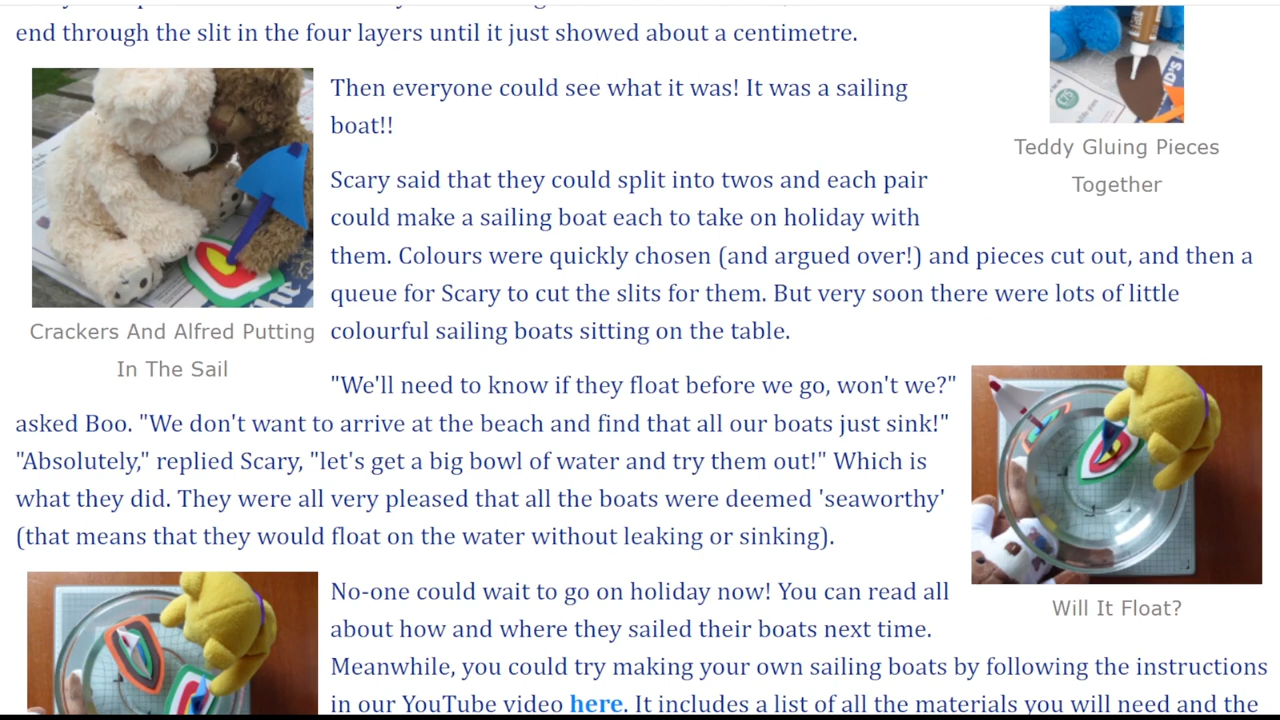 end through the slit in the four layers until it just showed about a centimetre.
Teddy Gluing Pieces
Together
Then everyone could see what it was! It was a sailing
boat!!
Scary said that they could split into twos and each pair
could make a sailing boat each to take on holiday with
them. Colours were quickly chosen (and argued over!) and pieces cut out, and then a
queue for Scary to cut the slits for them. But very soon there were lots of little
colourful sailing boats sitting on the table.
Crackers And Alfred Putting
In The Sail
"We'll need to know if they float before we go, won't we?"
asked Boo. "We don't want to arrive at the beach and find that all our boats just sink!"
"Absolutely," replied Scary, "let's get a big bowl of water and try them out!" Which is
what they did. They were all very pleased that all the boats were deemed 'seaworthy'
(that means that they would float on the water without leaking or sinking).
Will It Float?
No-one could wait to go on holiday now! You can read all
about how and where they sailed their boats next time.
Meanwhile, you could try making your own sailing boats by following the instructions
in our YouTube video here. It includes a list of all the materials you will need and the